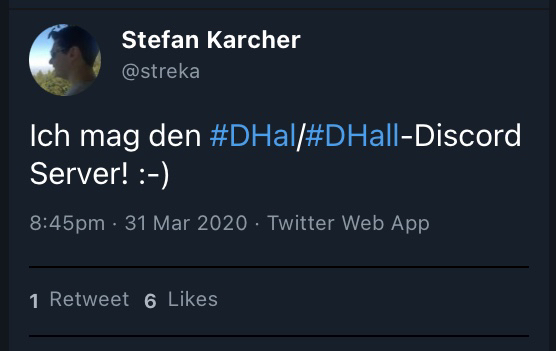 Stefan Karcher
@streka
Ich mag den #DHal/#DHall-Discord
Server! :-)
8:45pm · 31 Mar 2020 · Twitter Web App
1 Retweet 6 Likes